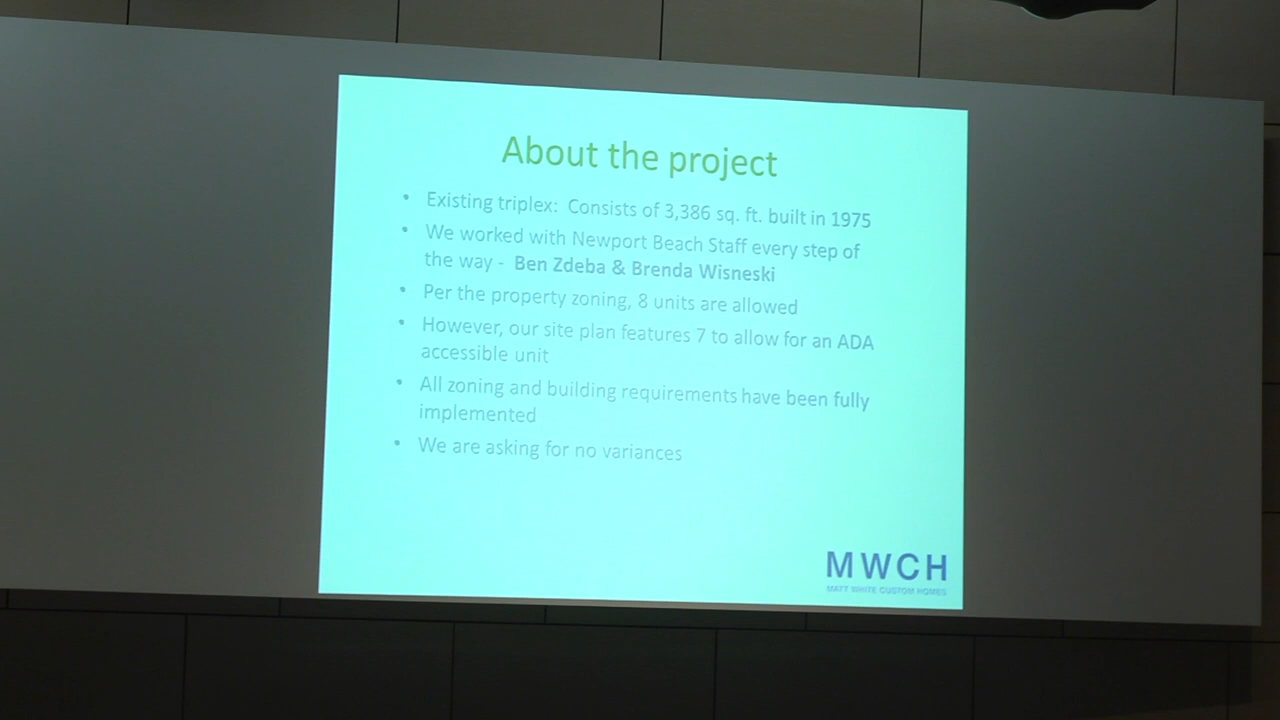 About the project
• Existing triplex: Consists of 3,386 sq. ft. built in 1975
• We worked with Newport Beach Staff every step of
the way - Ben Zdeba & Brenda Wisneski
• Per the property zoning, 8 units are allowed
• However, our site plan features 7 to allow for an ADA
accessible unit
• All zoning and building requirements have been fully
implemented
• We are asking for no variances
MWCH
MATT WHITE CUSTOM HOMES